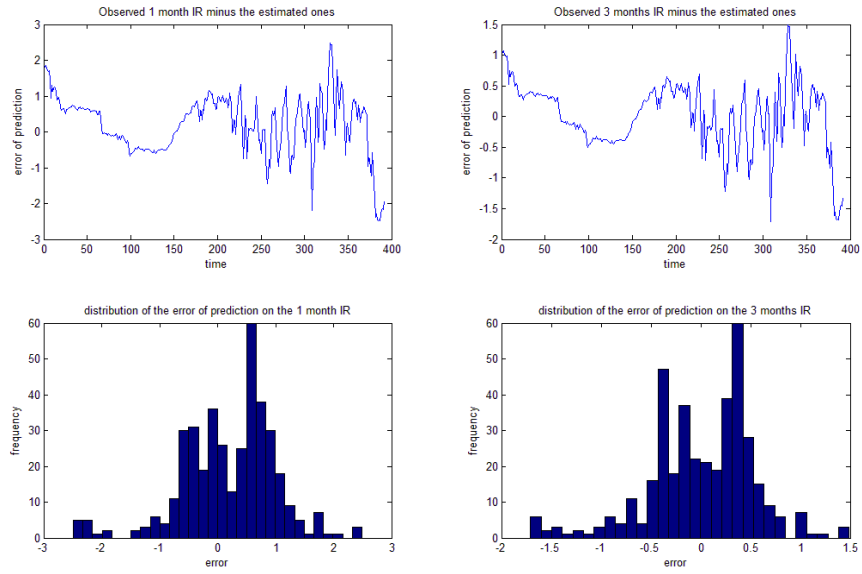 Observed 1 month IR minus the estimated ones
3
2
1
0
-1
-2
-3
error of prediction
0 50 100 150 200 250 300 350 400
time
Observed 3 months IR minus the estimated ones
1.5
1
0.5
0
-0.5
-1
-1.5
-2
error of prediction
0 50 100 150 200 250 300 350 400
time
distribution of the error of prediction on the 1 month IR
60
50
40
30
20
10
0
frequency
-3 -2 -1 0 1 2 3
error
distribution of the error of prediction on the 3 months IR
60
50
40
30
20
10
0
frequency
-2 -1.5 -1 -0.5 0 0.5 1 1.5
error